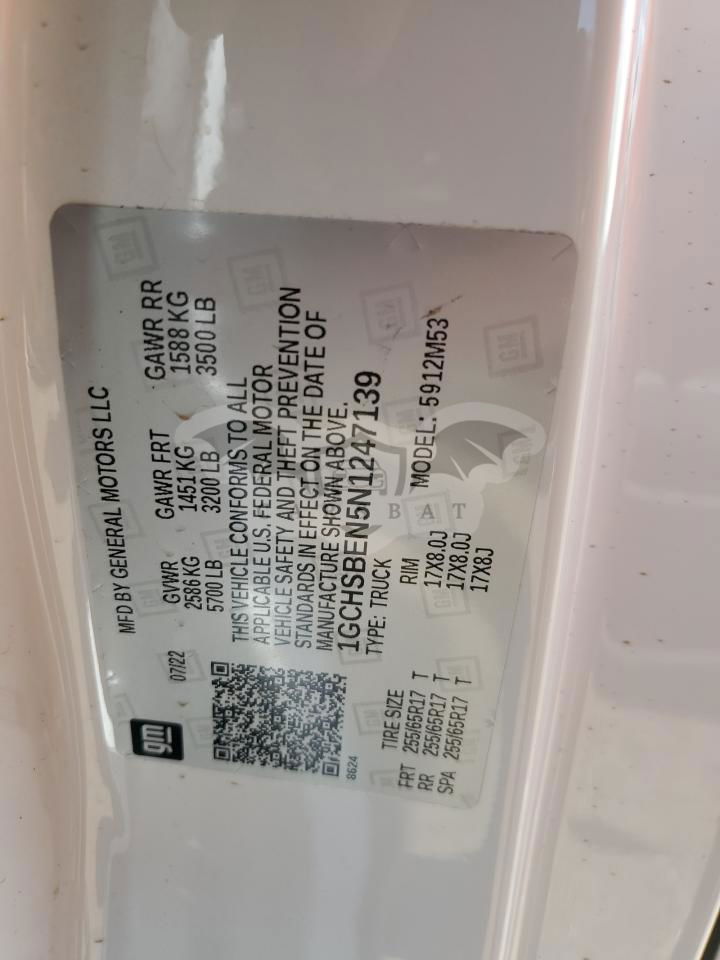 gm
MFD BY GENERAL MOTORS LLC
07/22
GVWR GAWR FRT GAWR RR
2586 KG 1451 KG 1588 KG
5700 LB 3200 LB 3500 LB
THIS VEHICLE CONFORMS TO ALL
APPLICABLE U.S. FEDERAL MOTOR
VEHICLE SAFETY AND THEFT PREVENTION
STANDARDS IN EFFECT ON THE DATE OF
MANUFACTURE SHOWN ABOVE.
1GCHSBEN5N1247139
TYPE: TRUCK MODEL: 5912M53
8624
TIRE SIZE RIM
FRT 255/65R17 T 17X8.0J
RR 255/65R17 T 17X8.0J
SPA 255/65R17 T 17X8J
BAT